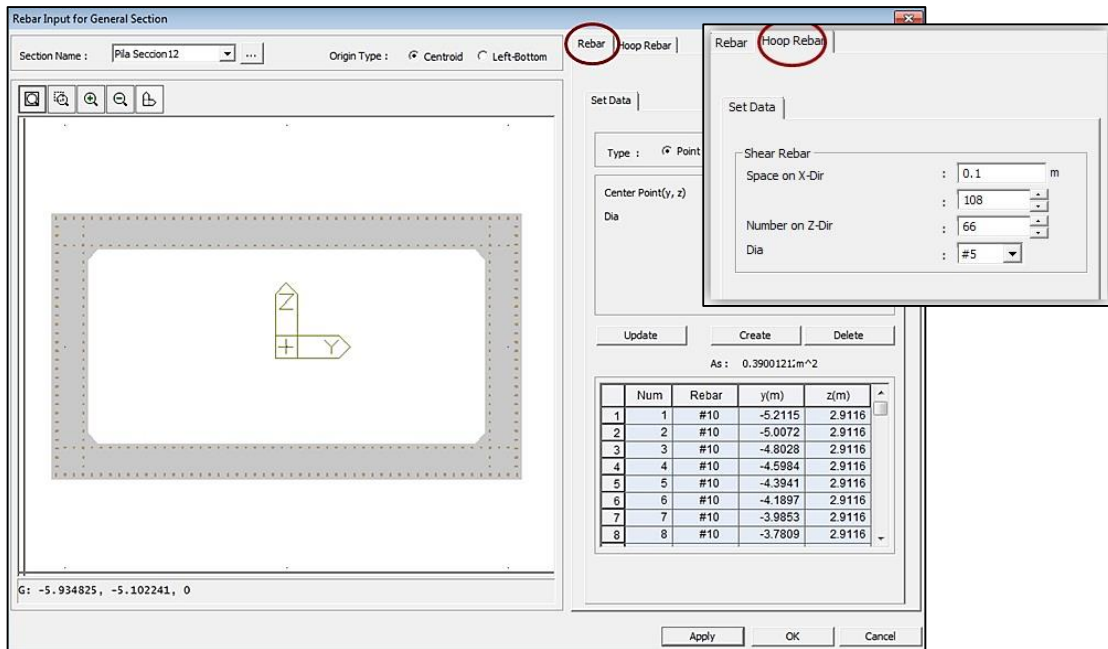 Rebar Input for General Section
Section Name : Pila Seccion12 ... Origin Type : Centroid Left-Bottom
Z
Y
G: -5.934825, -5.102241, 0
Rebar Hoop Rebar
Set Data
Type : Point
Center Point(y, z)
Dia
Update Create Delete
As : 0.3900121 m^2
Num Rebar y(m) z(m)
1 1 #10 -5.2115 2.9116
2 2 #10 -5.0072 2.9116
3 3 #10 -4.8028 2.9116
4 4 #10 -4.5984 2.9116
5 5 #10 -4.3941 2.9116
6 6 #10 -4.1897 2.9116
7 7 #10 -3.9853 2.9116
8 8 #10 -3.7809 2.9116
Apply OK Cancel
Rebar Hoop Rebar
Set Data
Shear Rebar
Space on X-Dir : 0.1 m
: 108
Number on Z-Dir : 66
Dia : #5